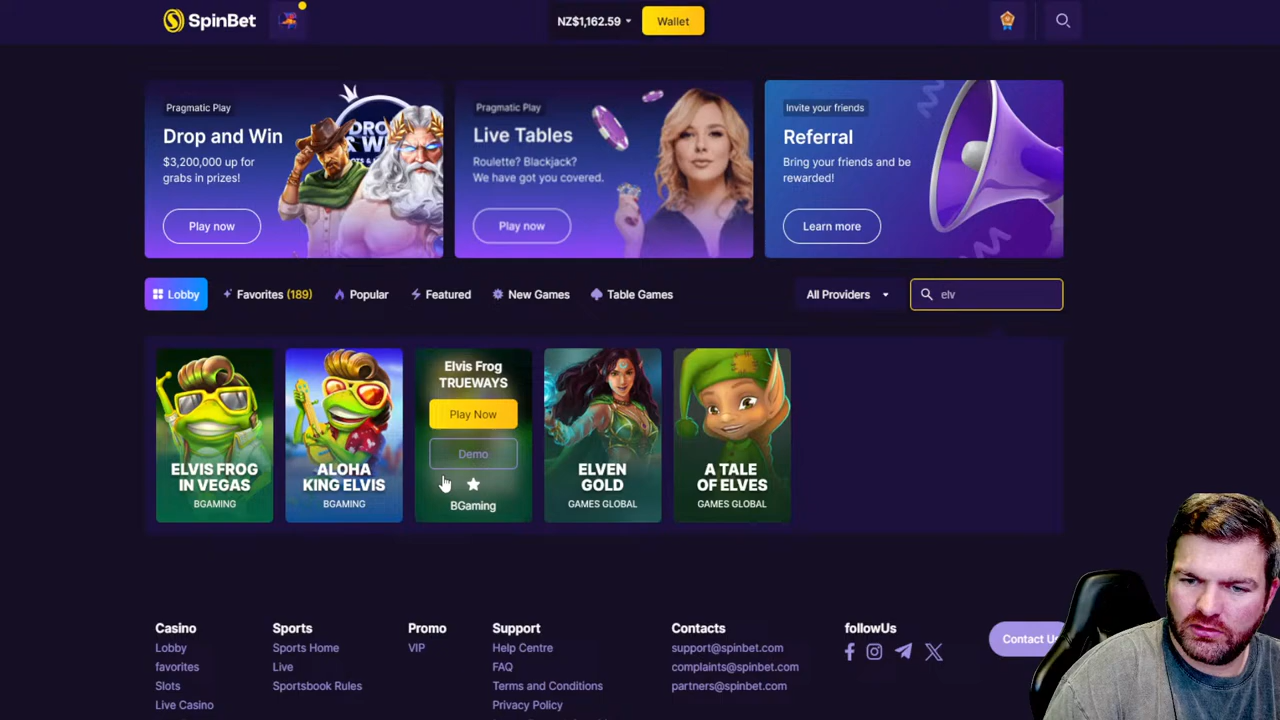 SpinBet
NZ$1,162.59
Wallet
Pragmatic Play
Drop and Win
$3,200,000 up for
grabs in prizes!
Play now
Pragmatic Play
Live Tables
Roulette? Blackjack?
We have got you covered.
Play now
Invite your friends
Referral
Bring your friends and be
rewarded!
Learn more
Lobby
Favorites (189)
Popular
Featured
New Games
Table Games
All Providers
elv
ELVIS FROG
IN VEGAS
BGAMING
ALOHA
KING ELVIS
BGAMING
Elvis Frog
TRUEWAYS
Play Now
Demo
BGaming
ELVEN
GOLD
GAMES GLOBAL
A TALE
OF ELVES
GAMES GLOBAL
Casino
Lobby
favorites
Slots
Live Casino
Sports
Sports Home
Live
Sportsbook Rules
Promo
VIP
Support
Help Centre
FAQ
Terms and Conditions
Privacy Policy
Contacts
support@spinbet.com
complaints@spinbet.com
partners@spinbet.com
followUs
Contact